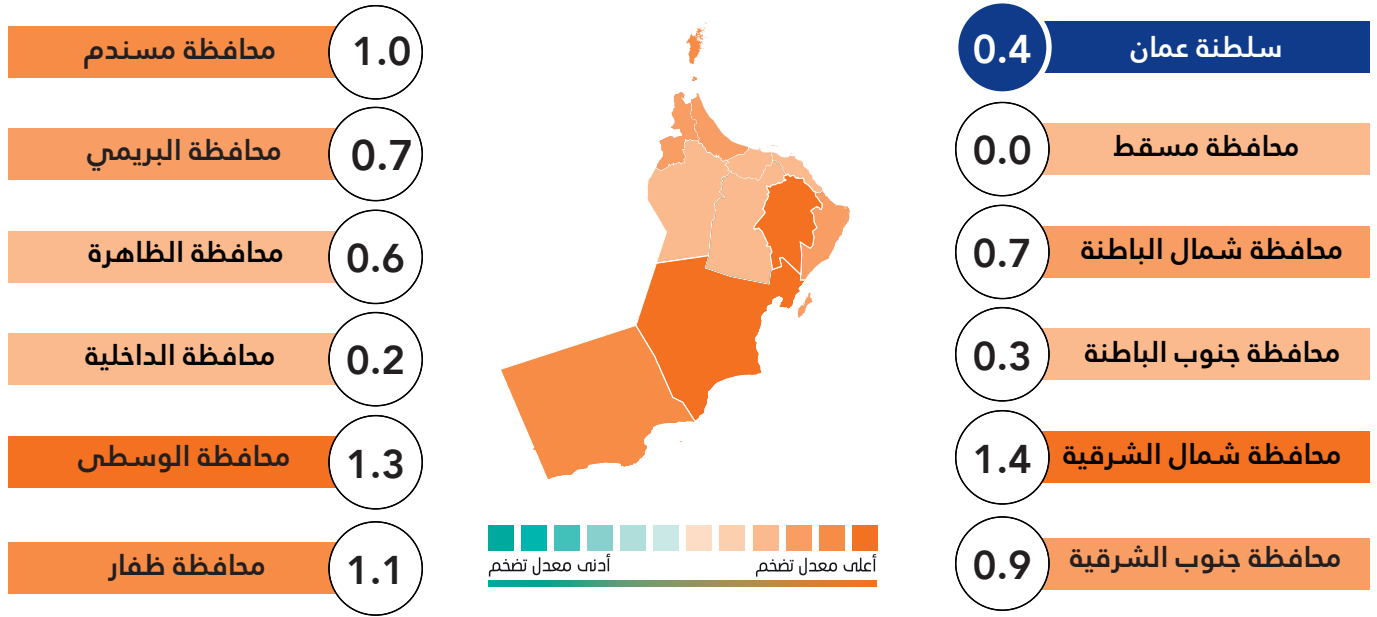 سلطنة عمان
0.4
محافظة مسقط
0.0
محافظة شمال الباطنة
0.7
محافظة جنوب الباطنة
0.3
محافظة شمال الشرقية
1.4
محافظة جنوب الشرقية
0.9
أعلى معدل تضخم
أدنى معدل تضخم
1.0
محافظة مسندم
0.7
محافظة البريمي
0.6
محافظة الظاهرة
0.2
محافظة الداخلية
1.3
محافظة الوسطى
1.1
محافظة ظفار